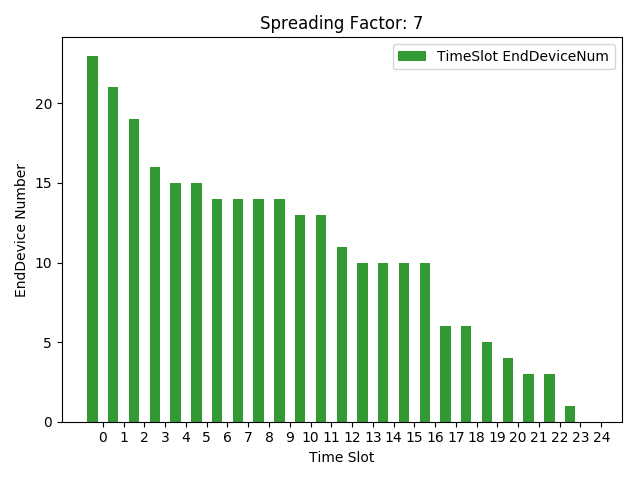 Spreading Factor: 7
TimeSlot EndDeviceNum
EndDevice Number
20
15
10
5
0
0 1 2 3 4 5 6 7 8 9 10 11 12 13 14 15 16 17 18 19 20 21 22 23 24
Time Slot